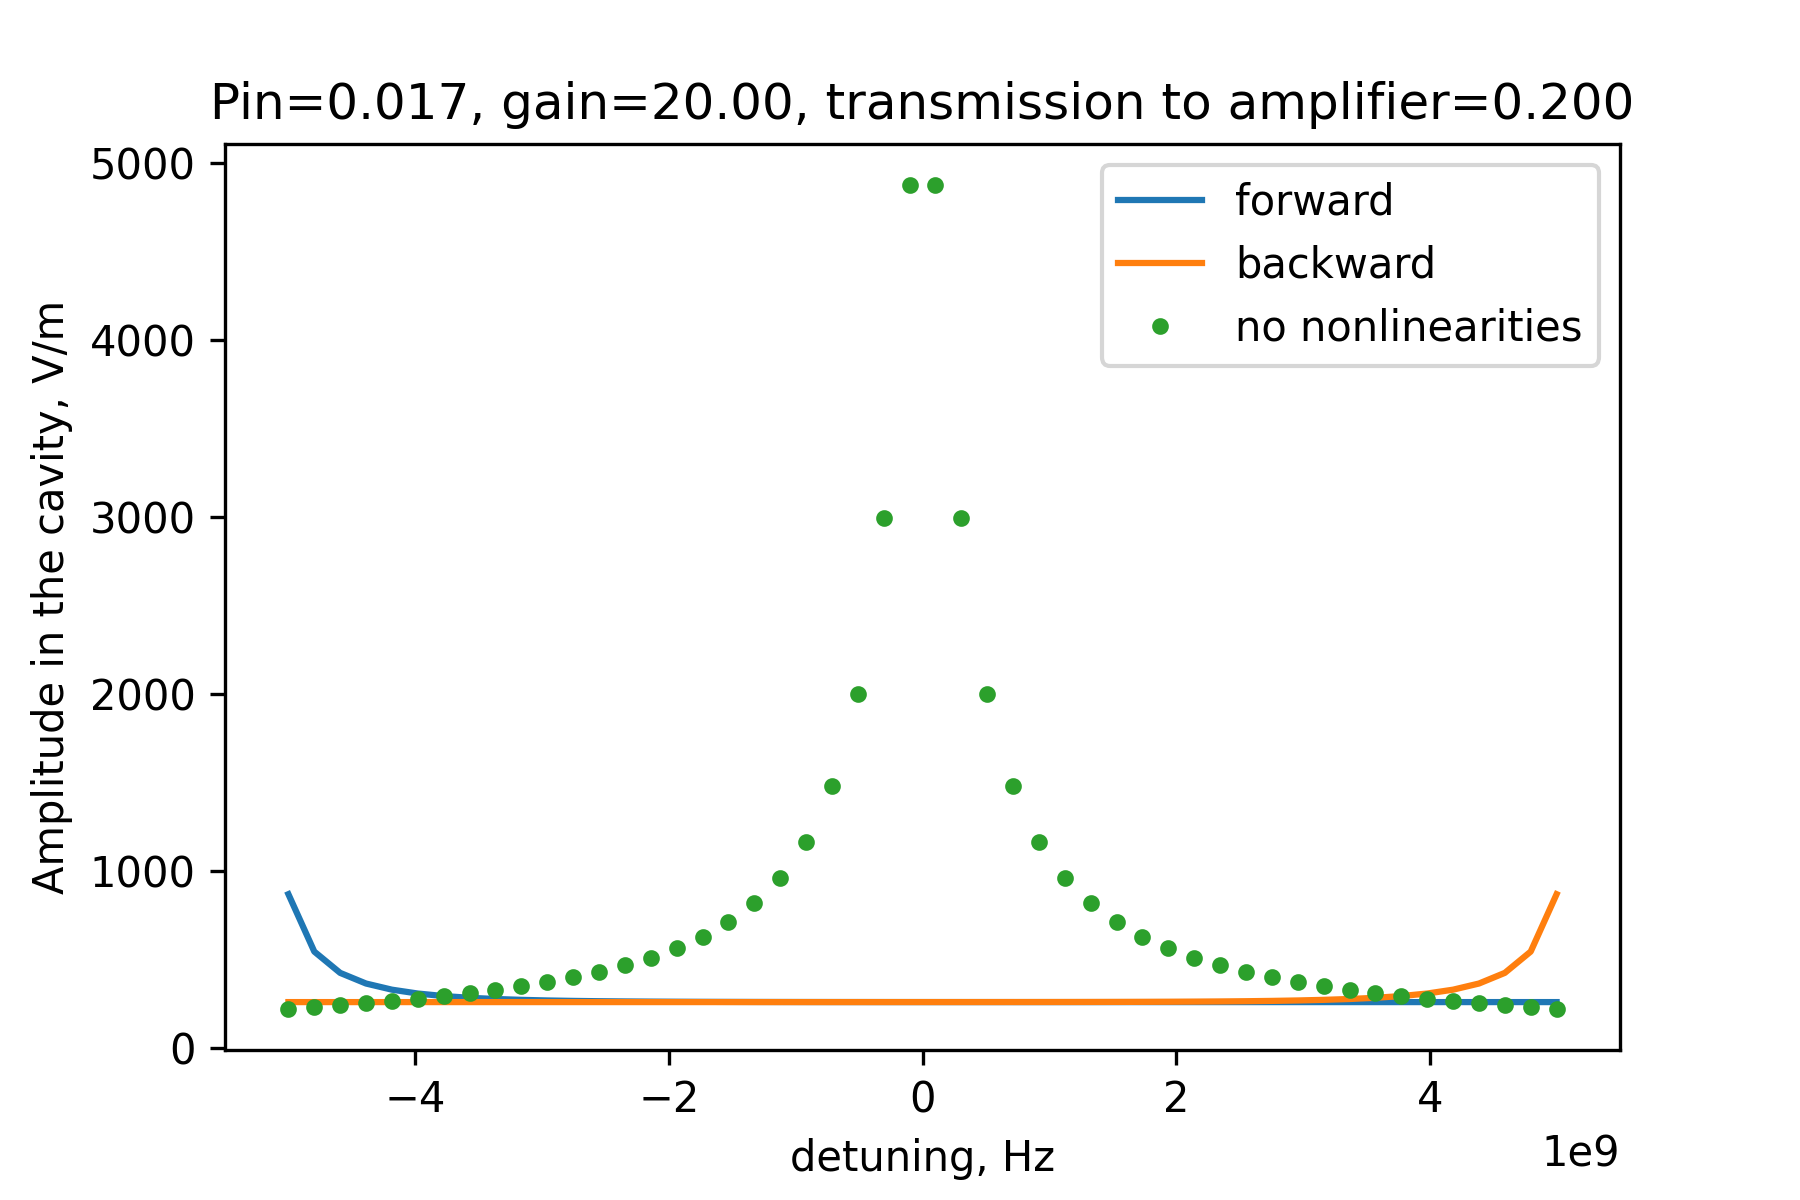 Pin=0.017, gain=20.00, transmission to amplifier=0.200
5000
4000
3000
2000
1000
0
Amplitude in the cavity, V/m
forward
backward
no nonlinearities
−4
−2
0
2
4
1e9
detuning, Hz